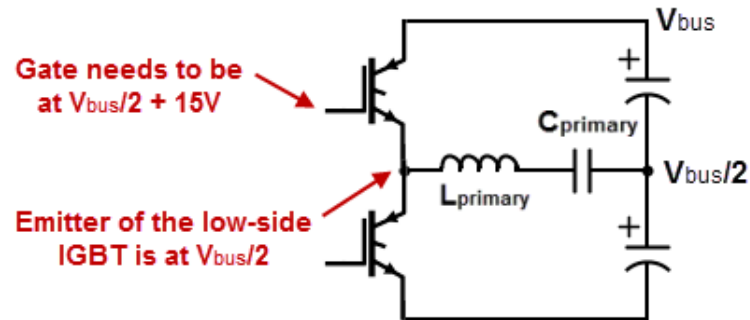 Vbus
Gate needs to be
at Vbus/2 + 15V
+
Cprimary
Vbus/2
Lprimary
Emitter of the low-side
IGBT is at Vbus/2
+